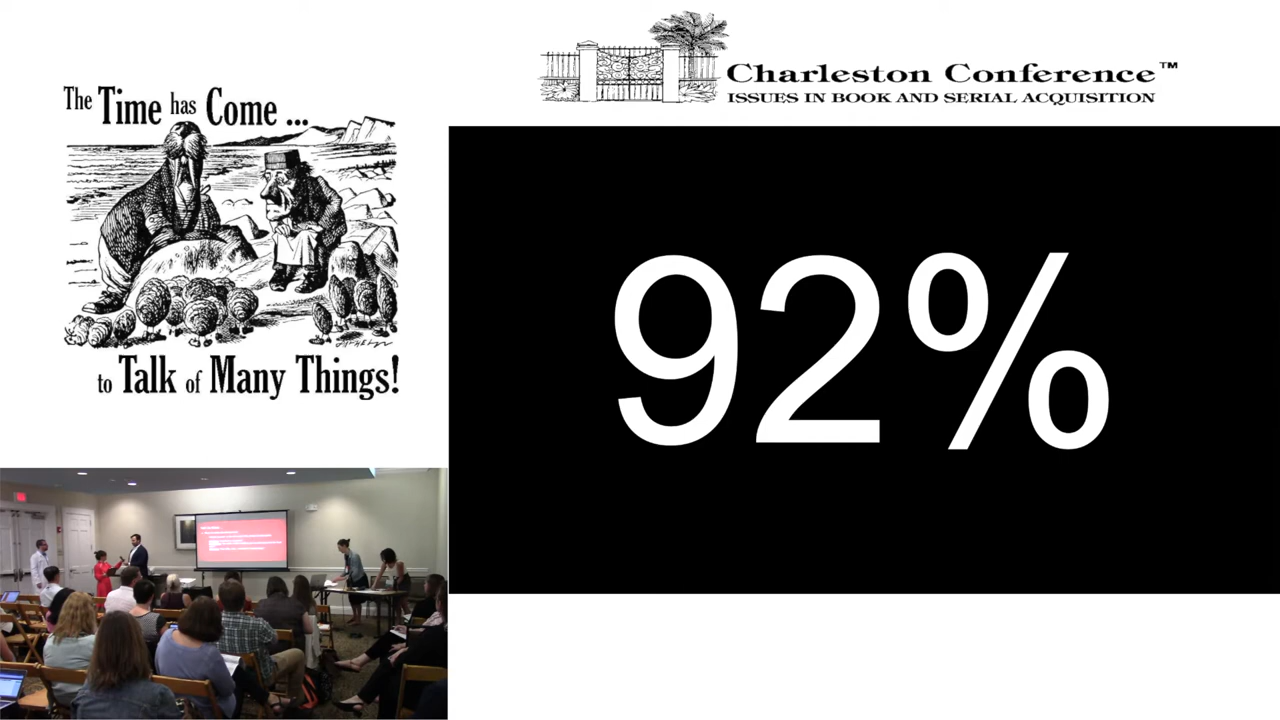 The Time has Come ...
to Talk of Many Things!
Charleston Conference™
ISSUES IN BOOK AND SERIAL ACQUISITION
92%